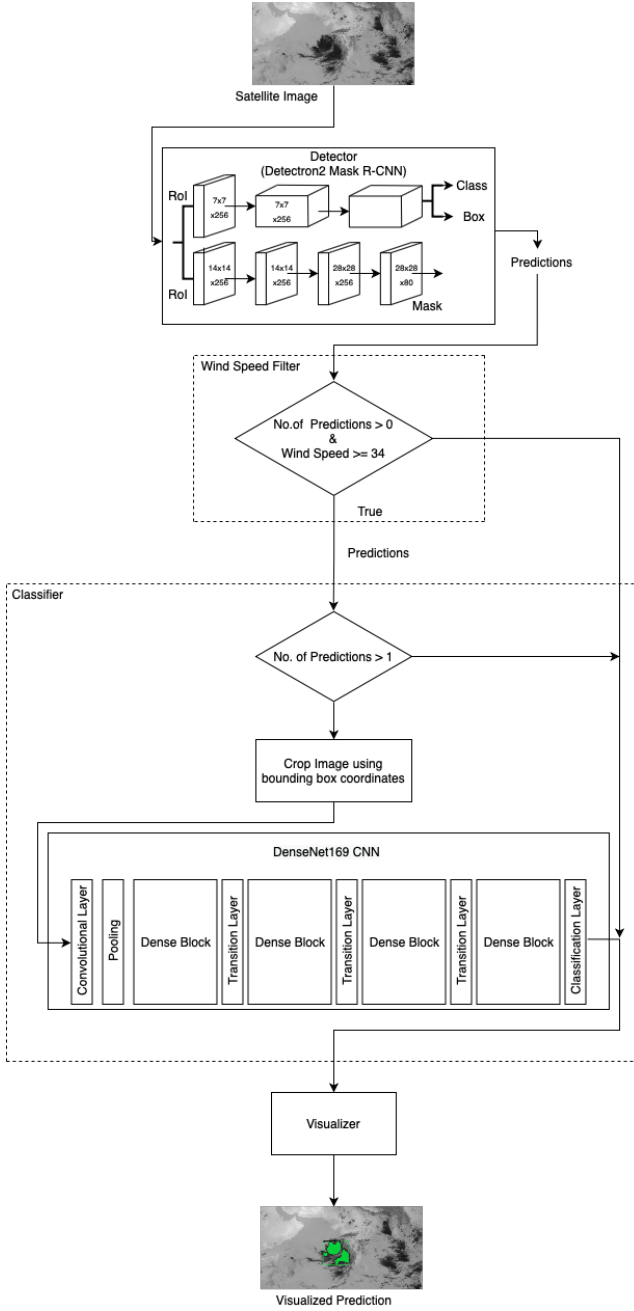 Satellite Image
Detector
(Detectron2 Mask R-CNN)
RoI
7x7
x256
7x7
x256
Class
Box
RoI
14x14
x256
14x14
x256
28x28
x256
28x28
x80
Mask
Predictions
Wind Speed Filter
No.of Predictions > 0
&
Wind Speed >= 34
True
Predictions
Classifier
No. of Predictions > 1
Crop Image using
bounding box coordinates
DenseNet169 CNN
Convolutional Layer
Pooling
Dense Block
Transition Layer
Dense Block
Transition Layer
Dense Block
Transition Layer
Dense Block
Classification Layer
Visualizer
Visualized Prediction